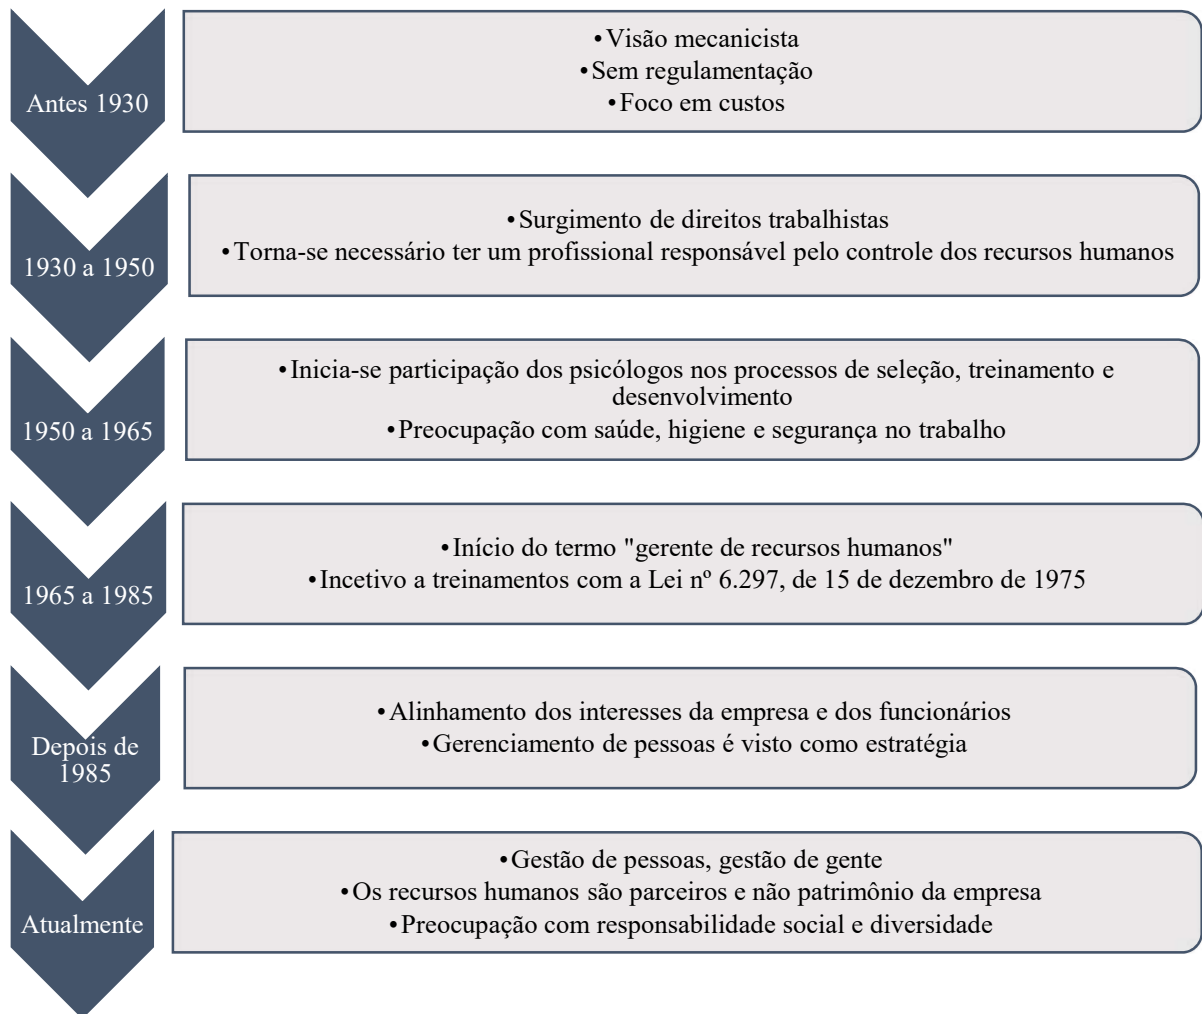 Antes 1930
•Visão mecanicista
•Sem regulamentação
•Foco em custos
1930 a 1950
•Surgimento de direitos trabalhistas
•Torna-se necessário ter um profissional responsável pelo controle dos recursos humanos
1950 a 1965
•Inicia-se participação dos psicólogos nos processos de seleção, treinamento e
desenvolvimento
•Preocupação com saúde, higiene e segurança no trabalho
1965 a 1985
•Início do termo "gerente de recursos humanos"
•Incetivo a treinamentos com a Lei nº 6.297, de 15 de dezembro de 1975
Depois de
1985
•Alinhamento dos interesses da empresa e dos funcionários
•Gerenciamento de pessoas é visto como estratégia
Atualmente
•Gestão de pessoas, gestão de gente
•Os recursos humanos são parceiros e não patrimônio da empresa
•Preocupação com responsabilidade social e diversidade